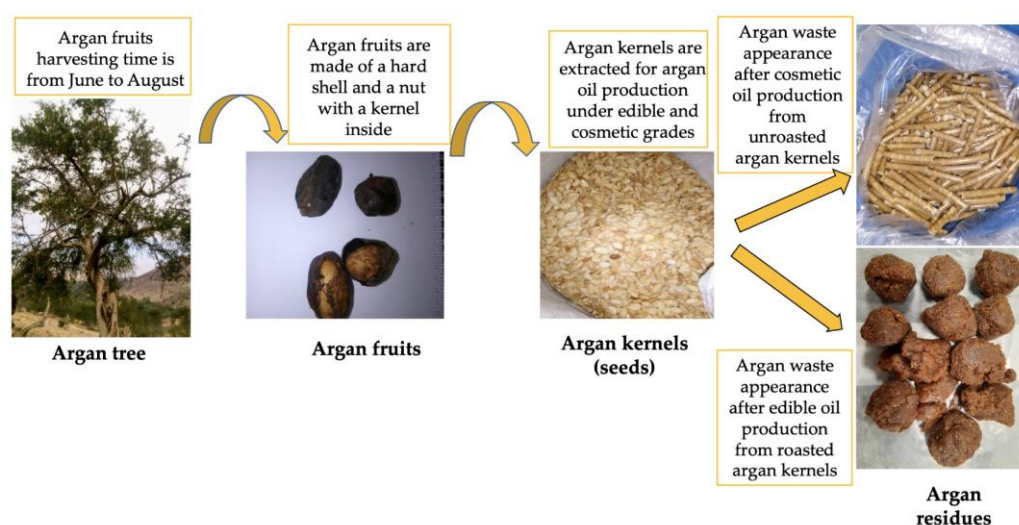 Argan fruits
harvesting time is
from June to August
Argan tree
Argan fruits are
made of a hard
shell and a nut
with a kernel
inside
Argan fruits
Argan kernels are
extracted for argan
oil production
under edible and
cosmetic grades
Argan kernels
(seeds)
Argan waste
appearance
after cosmetic
oil production
from
unroasted
argan kernels
Argan waste
appearance
after edible oil
production
from roasted
argan kernels
Argan
residues